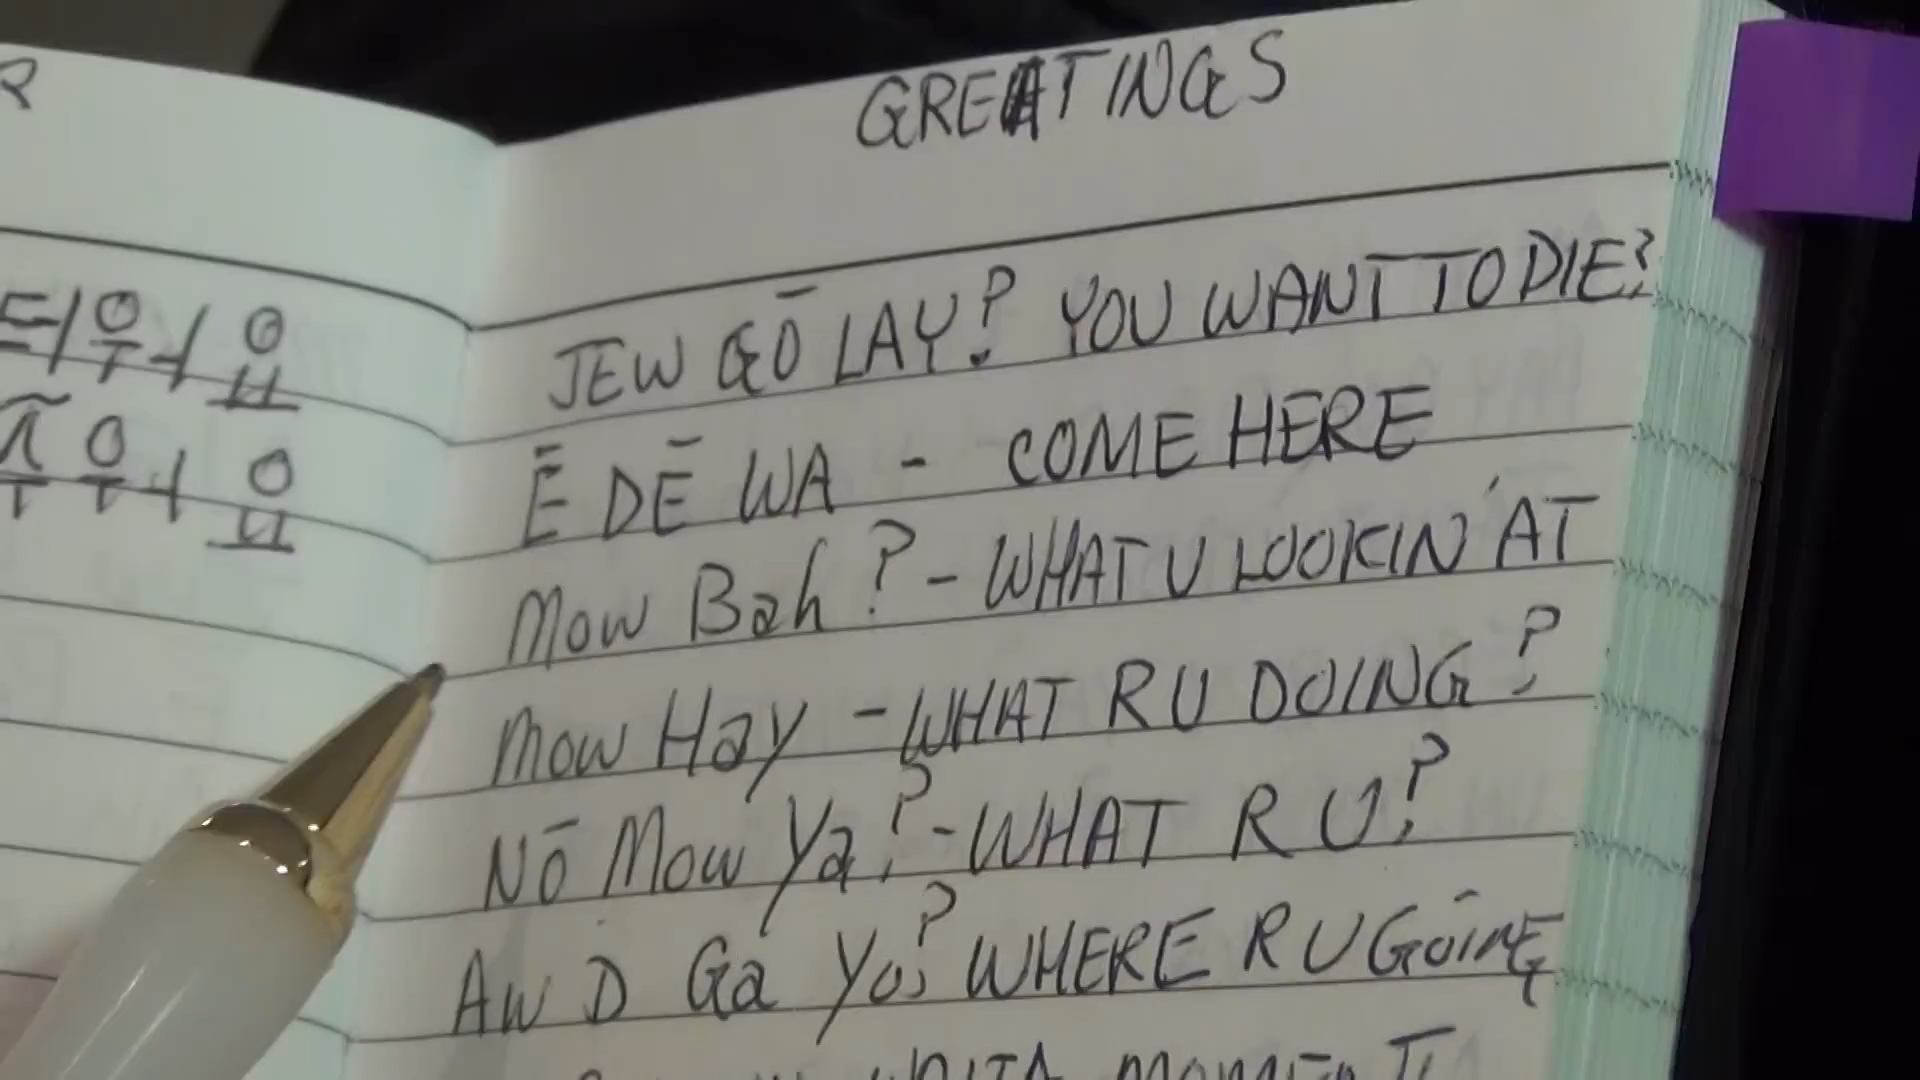 GREATINGS
JEW GŌ LAY? YOU WANT TO DIE?
Ē DĒ WA - COME HERE
Mow Bah? - WHAT U LOOKIN' AT
Mow Hay - WHAT R U DOING?
NŌ Mow Ya? - WHAT R U?
AW D Ga Yo? WHERE R U GOING